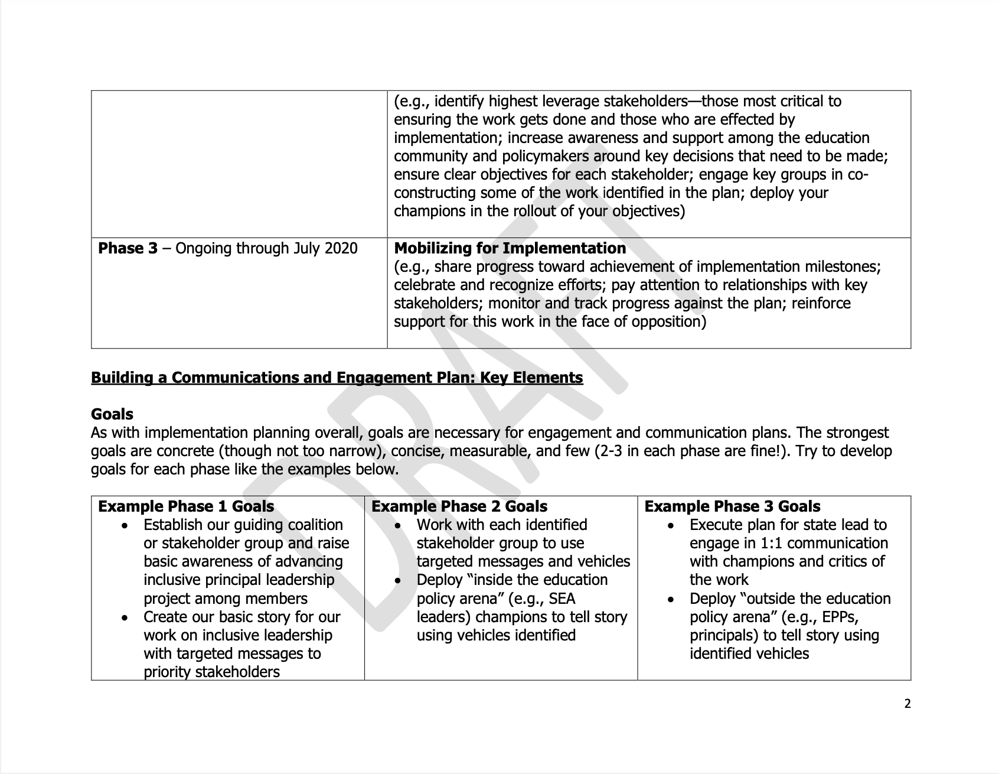 (e.g., identify highest leverage stakeholders—those most critical to
ensuring the work gets done and those who are effected by
implementation; increase awareness and support among the education
community and policymakers around key decisions that need to be made;
ensure clear objectives for each stakeholder; engage key groups in co-
constructing some of the work identified in the plan; deploy your
champions in the rollout of your objectives)
Phase 3 – Ongoing through July 2020
Mobilizing for Implementation
(e.g., share progress toward achievement of implementation milestones;
celebrate and recognize efforts; pay attention to relationships with key
stakeholders; monitor and track progress against the plan; reinforce
support for this work in the face of opposition)
Building a Communications and Engagement Plan: Key Elements
Goals
As with implementation planning overall, goals are necessary for engagement and communication plans. The strongest
goals are concrete (though not too narrow), concise, measurable, and few (2-3 in each phase are fine!). Try to develop
goals for each phase like the examples below.
Example Phase 1 Goals
• Establish our guiding coalition
or stakeholder group and raise
basic awareness of advancing
inclusive principal leadership
project among members
• Create our basic story for our
work on inclusive leadership
with targeted messages to
priority stakeholders
Example Phase 2 Goals
• Work with each identified
stakeholder group to use
targeted messages and vehicles
• Deploy “inside the education
policy arena” (e.g., SEA
leaders) champions to tell story
using vehicles identified
Example Phase 3 Goals
• Execute plan for state lead to
engage in 1:1 communication
with champions and critics of
the work
• Deploy “outside the education
policy arena” (e.g., EPPs,
principals) to tell story using
identified vehicles
2
DRAFT